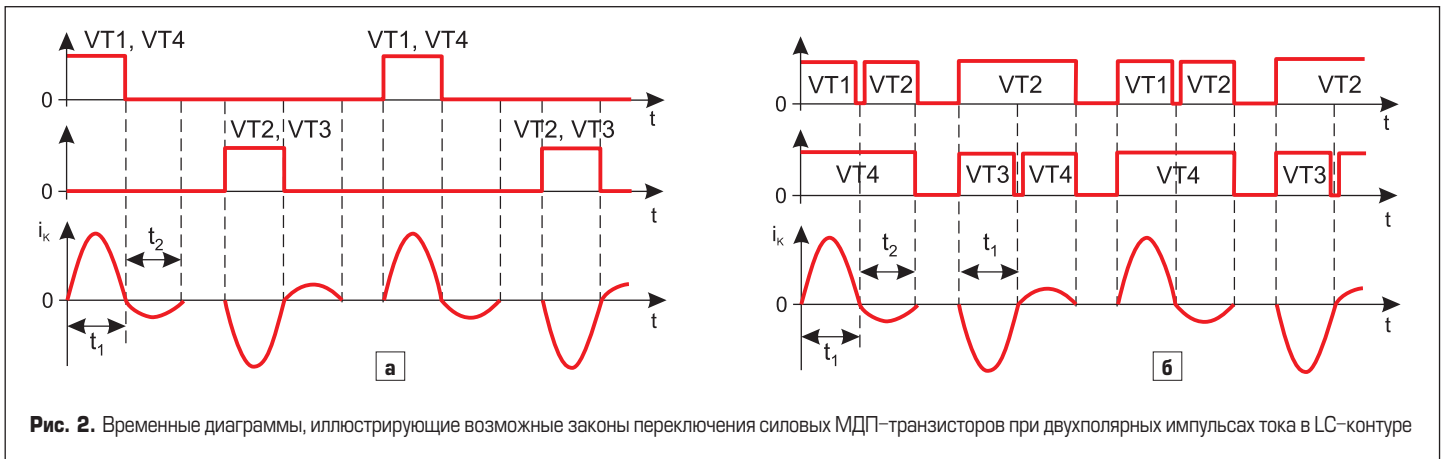 VT1, VT4
VT1, VT4
0
t
VT2, VT3
VT2, VT3
0
t
iк
t2
0
t
t1
а
VT1
VT2
VT2
VT1
VT2
VT2
0
t
VT4
VT3
VT4
VT4
VT3
0
t
iк
t2
t1
0
t
t1
б
Рис. 2. Временные диаграммы, иллюстрирующие возможные законы переключения силовых МДП-транзисторов при двухполярных импульсах тока в LC-контуре